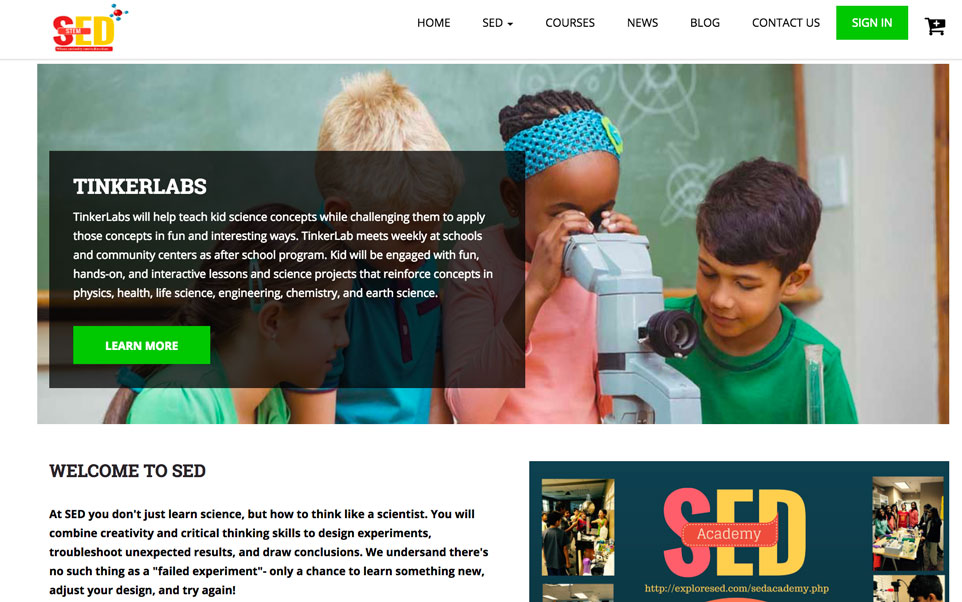 SED
STEM
HOME SED COURSES NEWS BLOG CONTACT US SIGN IN
TINKERLABS
TinkerLabs will help teach kid science concepts while challenging them to apply
those concepts in fun and interesting ways. TinkerLab meets weekly at schools
and community centers as after school program. Kid will be engaged with fun,
hands-on, and interactive lessons and science projects that reinforce concepts in
physics, health, life science, engineering, chemistry, and earth science.
LEARN MORE
WELCOME TO SED
At SED you don't just learn science, but how to think like a scientist. You will
combine creativity and critical thinking skills to design experiments,
troubleshoot unexpected results, and draw conclusions. We undersand there's
no such thing as a "failed experiment"- only a chance to learn something new,
adjust your design, and try again!
SED
Academy
http://exploresed.com/sedacademy.php